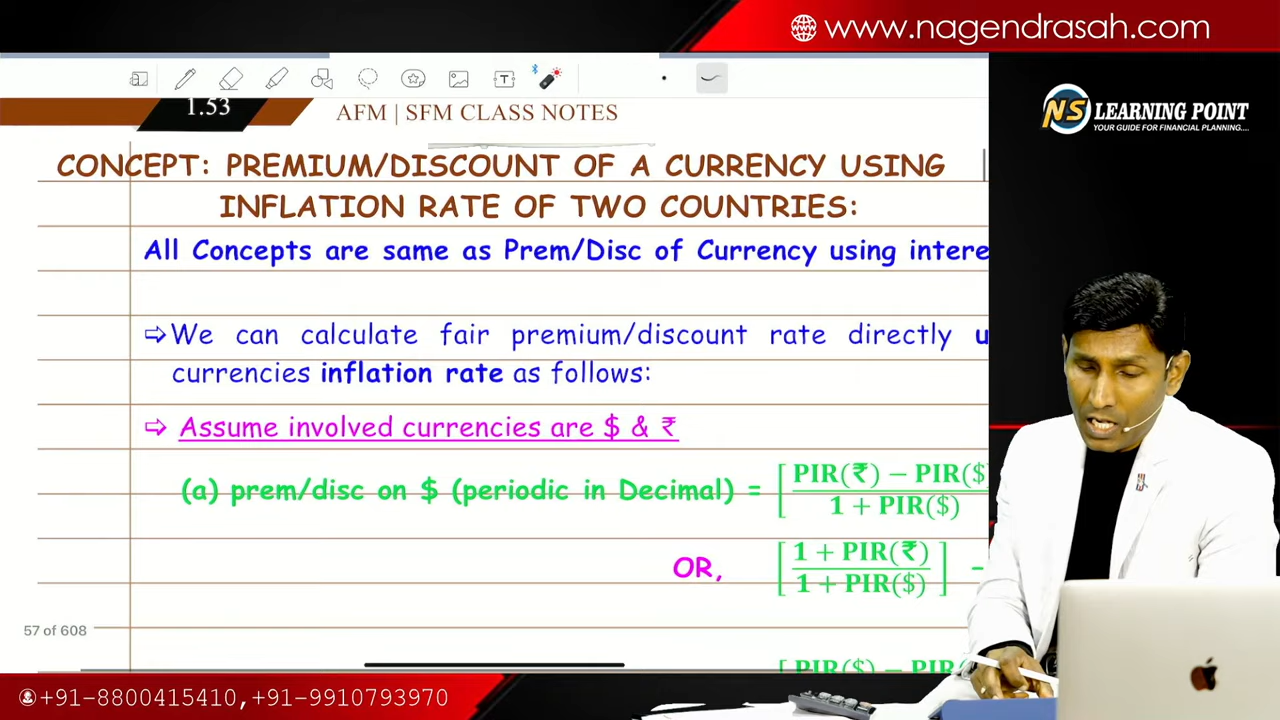 www.nagendrasah.com
T
1.53
AFM | SFM CLASS NOTES
NS LEARNING POINT
YOUR GUIDE FOR FINANCIAL PLANNING....
CONCEPT: PREMIUM/DISCOUNT OF A CURRENCY USING
INFLATION RATE OF TWO COUNTRIES:
All Concepts are same as Prem/Disc of Currency using intere
⇨We can calculate fair premium/discount rate directly u
currencies inflation rate as follows:
⇨ Assume involved currencies are $ & ₹
(a) prem/disc on $ (periodic in Decimal) = [ PIR(₹) − PIR($)
1 + PIR($)
OR, [ 1 + PIR(₹) ] −
1 + PIR($)
57 of 608
[ PIR($) − PIR(
+91-8800415410,+91-9910793970